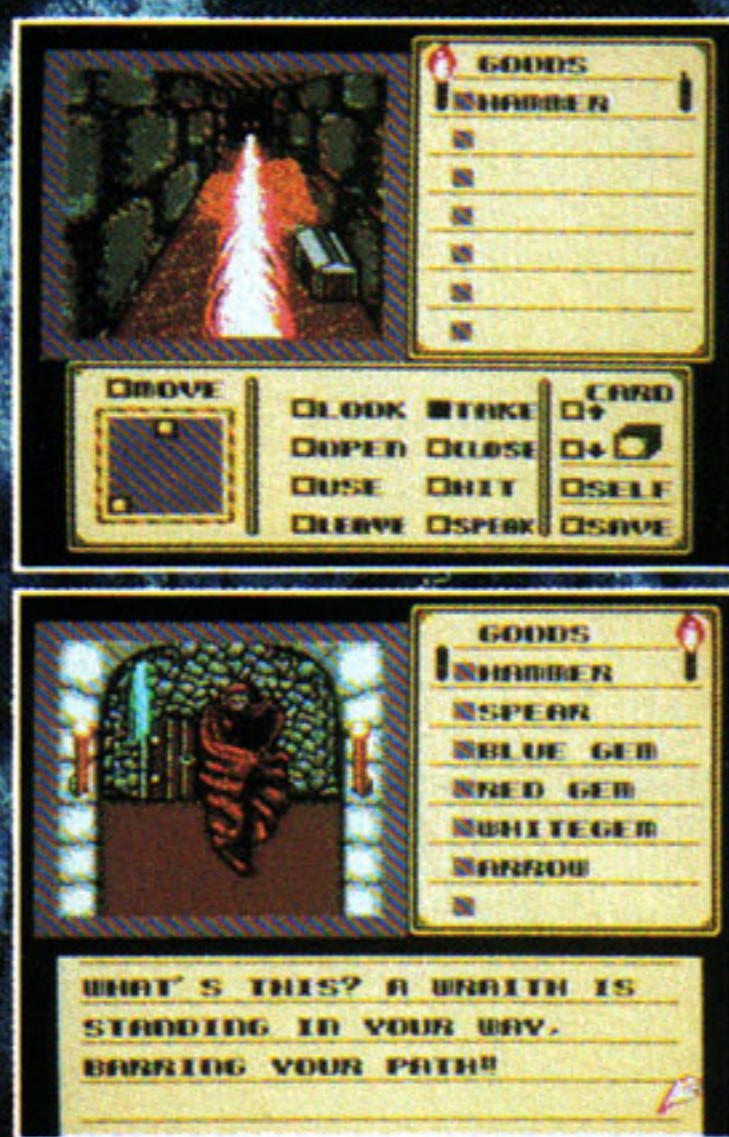 GOODS
HAMMER
MOVE
LOOK TAKE
OPEN CLOSE
USE HIT
LEAVE SPEAK
CARD
SELF
SAVE
GOODS
HAMMER
SPEAR
BLUE GEM
RED GEM
WHITEGEM
ARROW
WHAT'S THIS? A WRAITH IS
STANDING IN YOUR WAY,
BARRING YOUR PATH!!